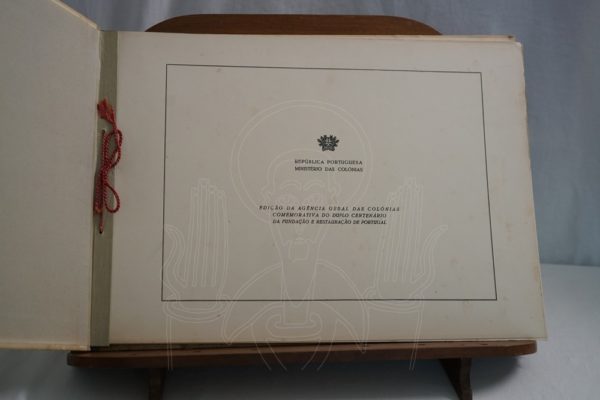 REPÚBLICA PORTUGUESA
MINISTÉRIO DAS COLÓNIAS
EDIÇÃO DA AGÊNCIA GERAL DAS COLÓNIAS
COMEMORATIVA DO DUPLO CENTENÁRIO
DA FUNDAÇÃO E RESTAURAÇÃO DE PORTUGAL